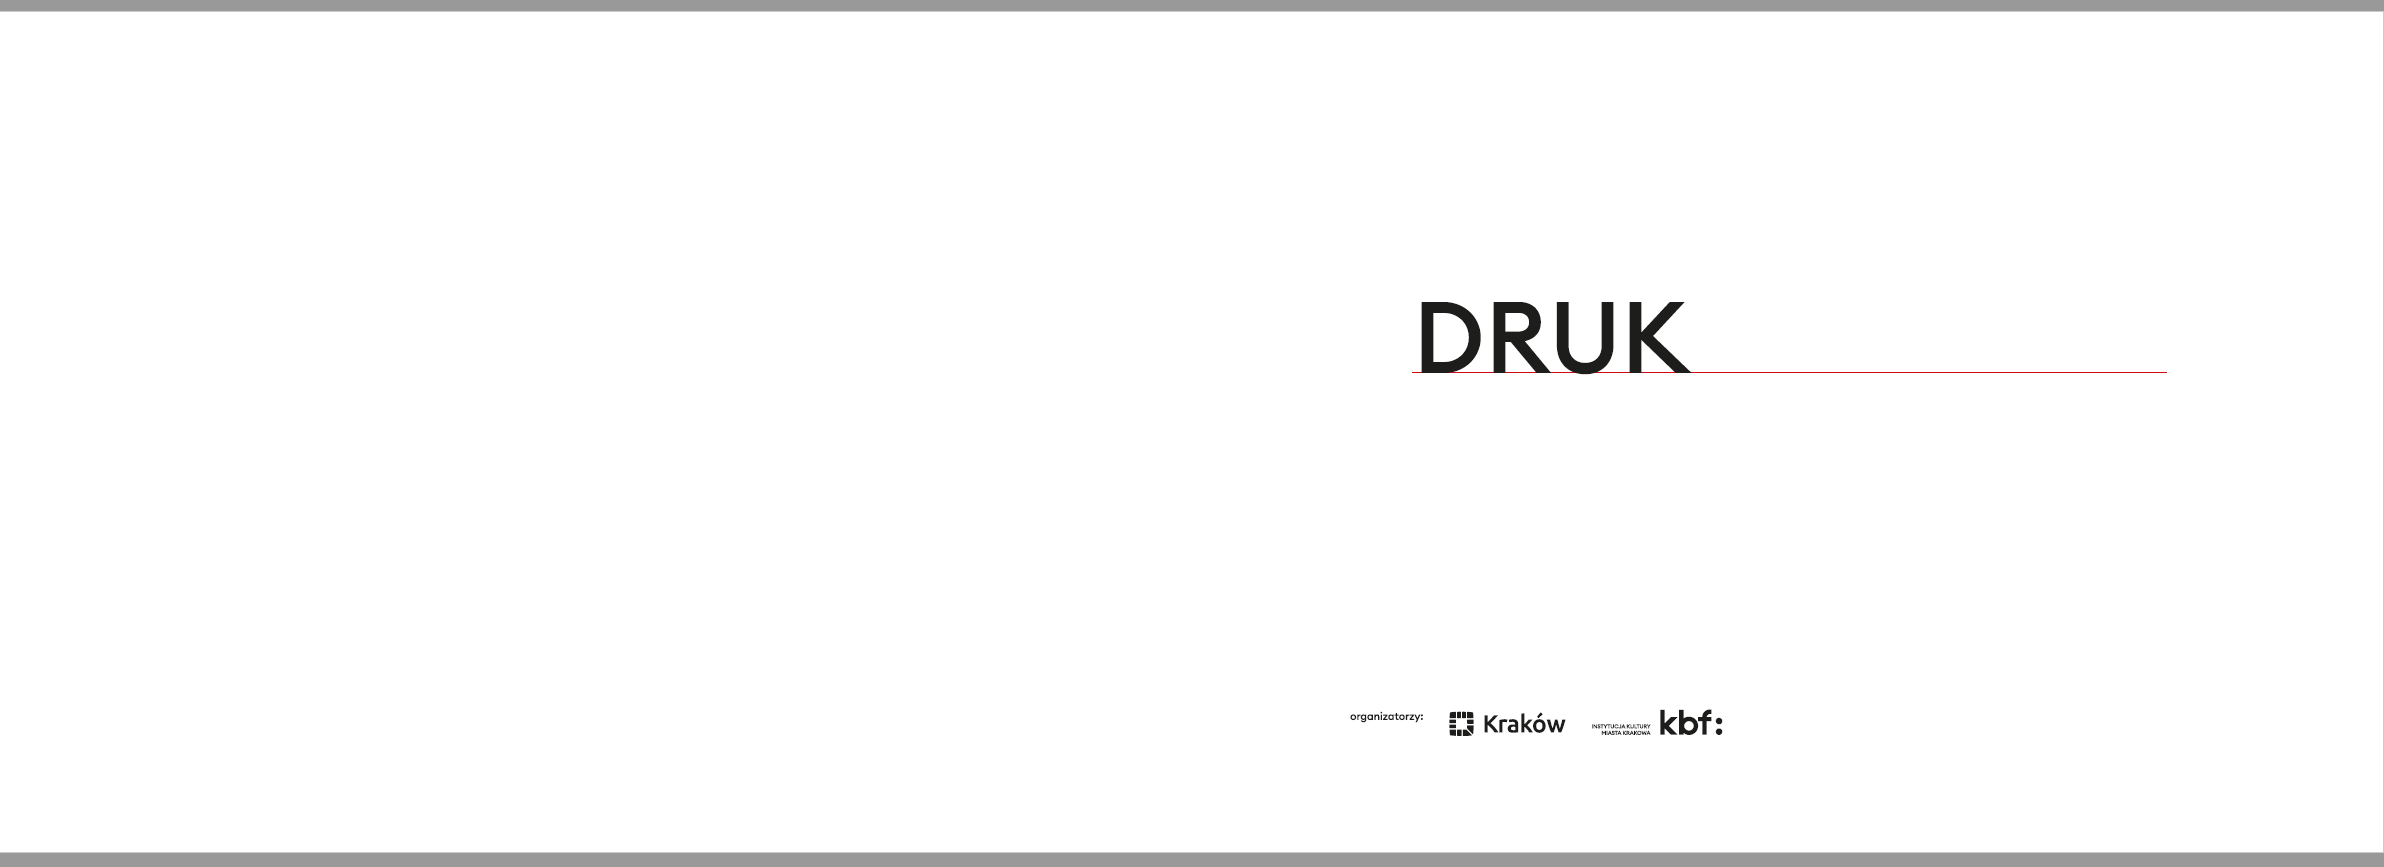 DRUK
organizatorzy:
Kraków
INSTYTUCJA KULTURY
MIASTA KRAKOWA
kbf: